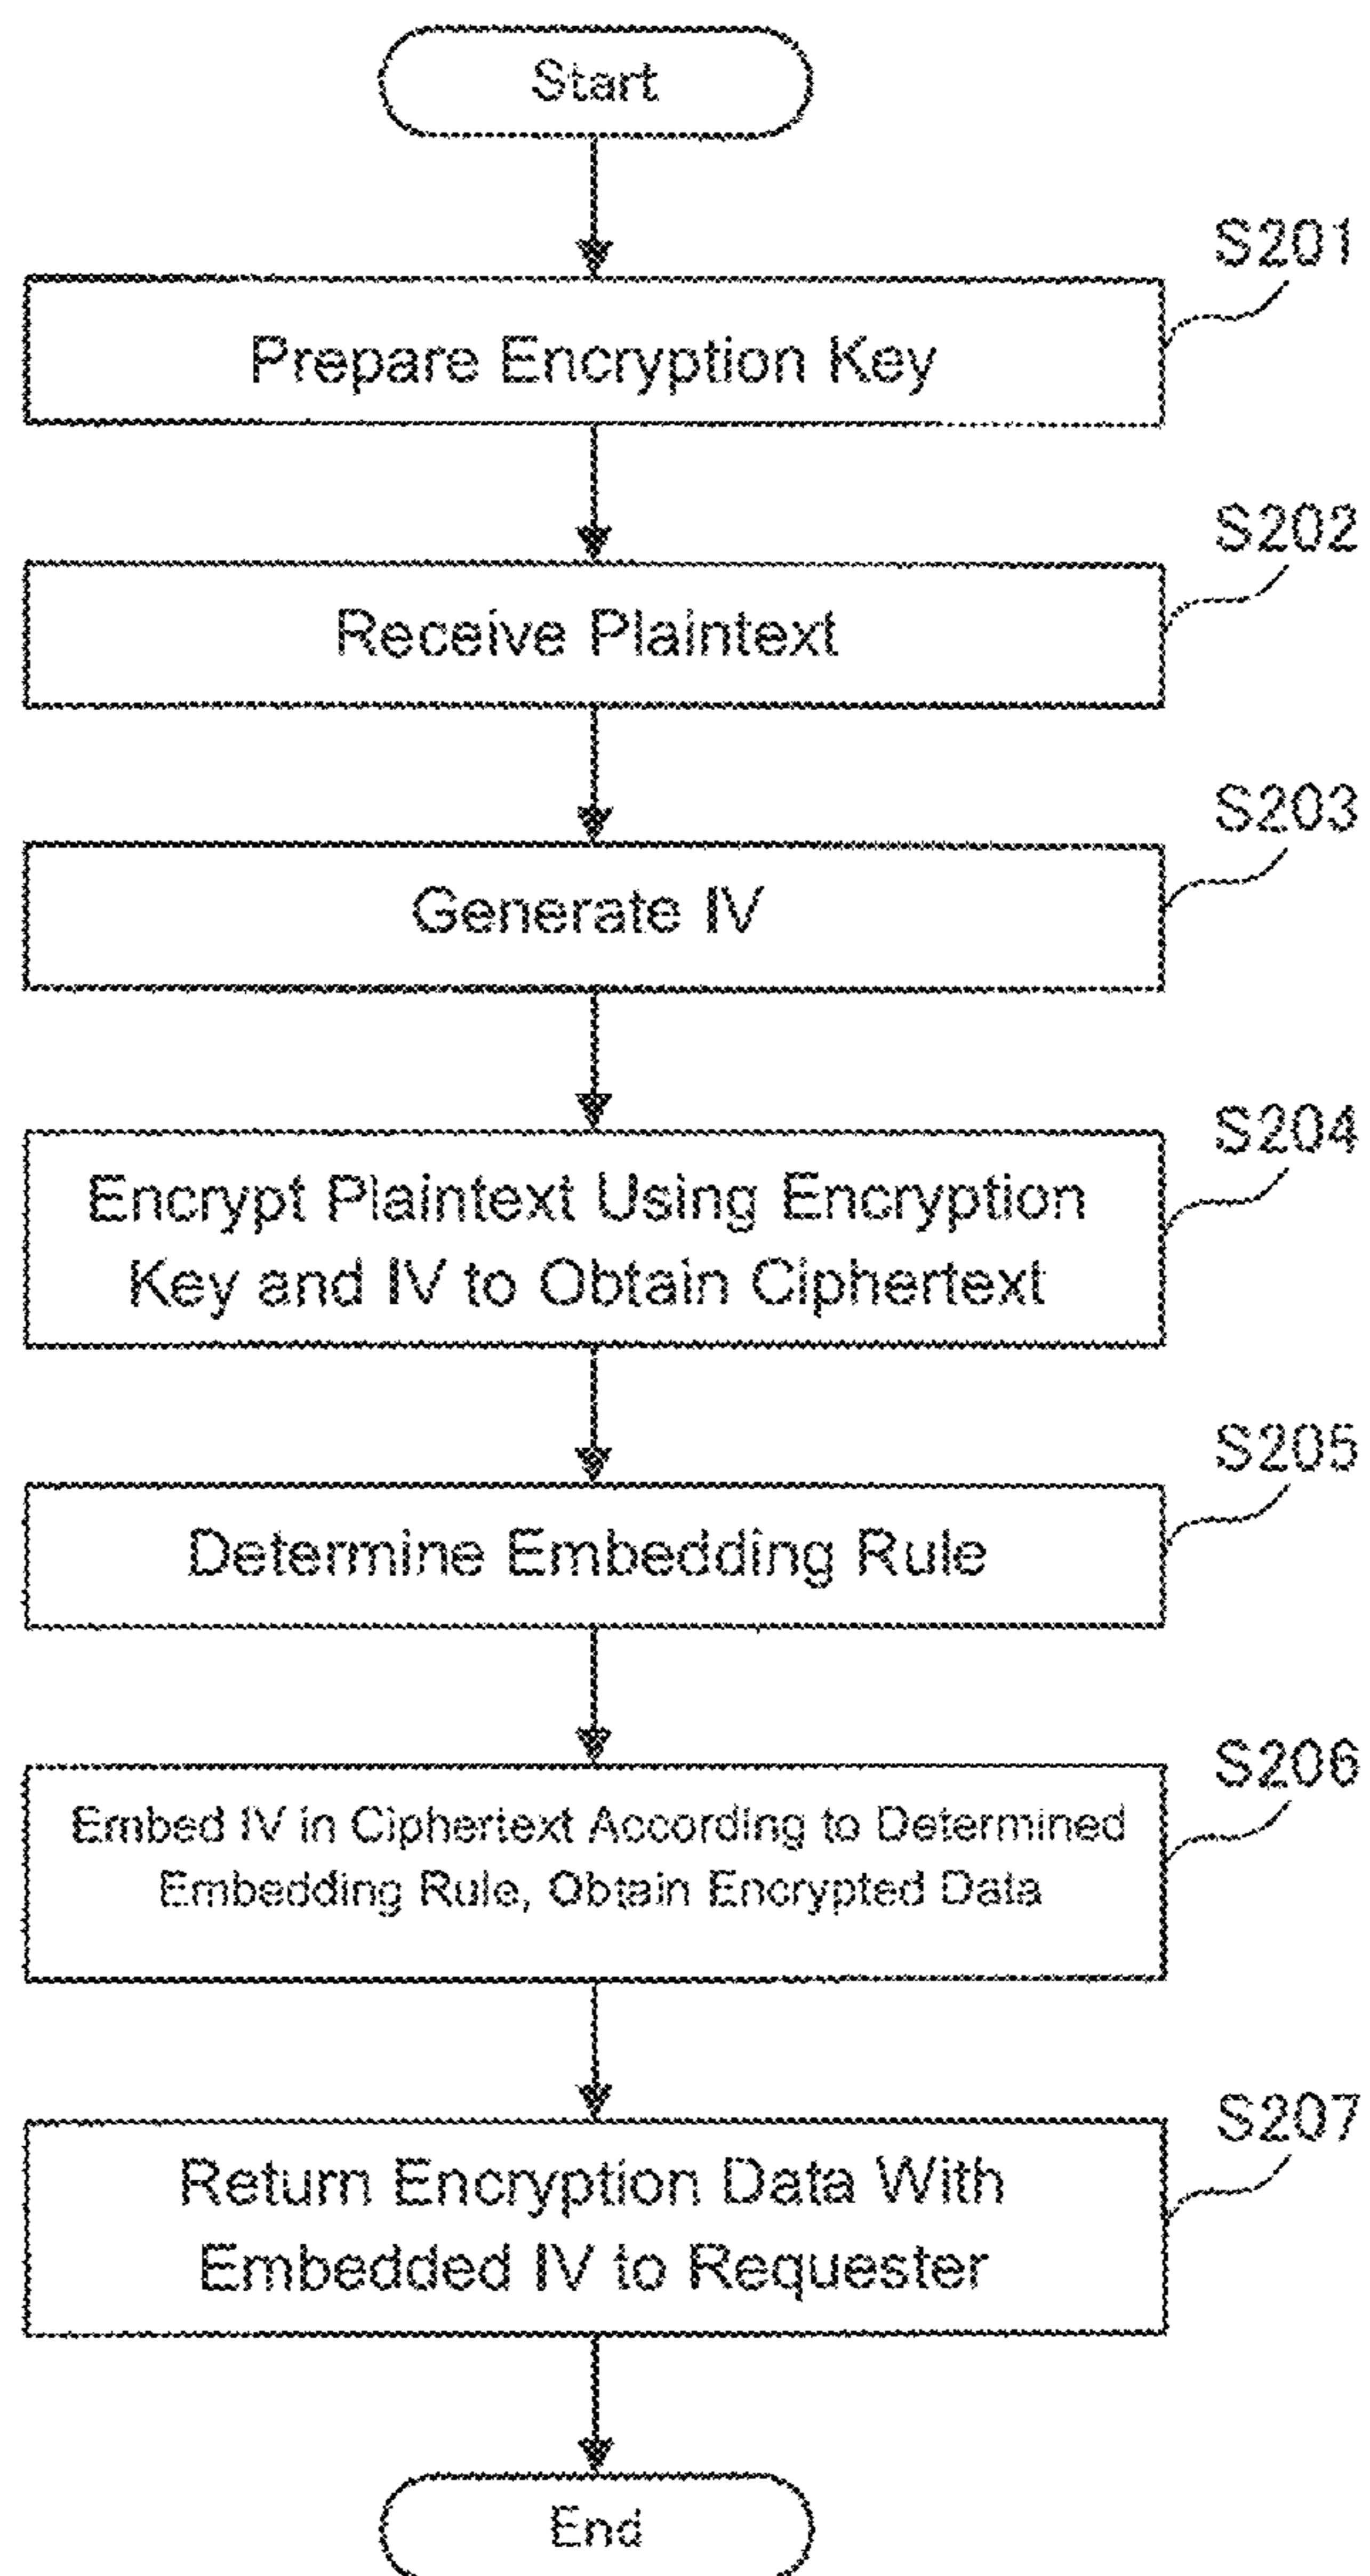 Start
S201
Prepare Encryption Key
S202
Receive Plaintext
S203
Generate IV
S204
Encrypt Plaintext Using Encryption
Key and IV to Obtain Ciphertext
S205
Determine Embedding Rule
S206
Embed IV in Ciphertext According to Determined
Embedding Rule, Obtain Encrypted Data
S207
Return Encryption Data With
Embedded IV to Requester
End